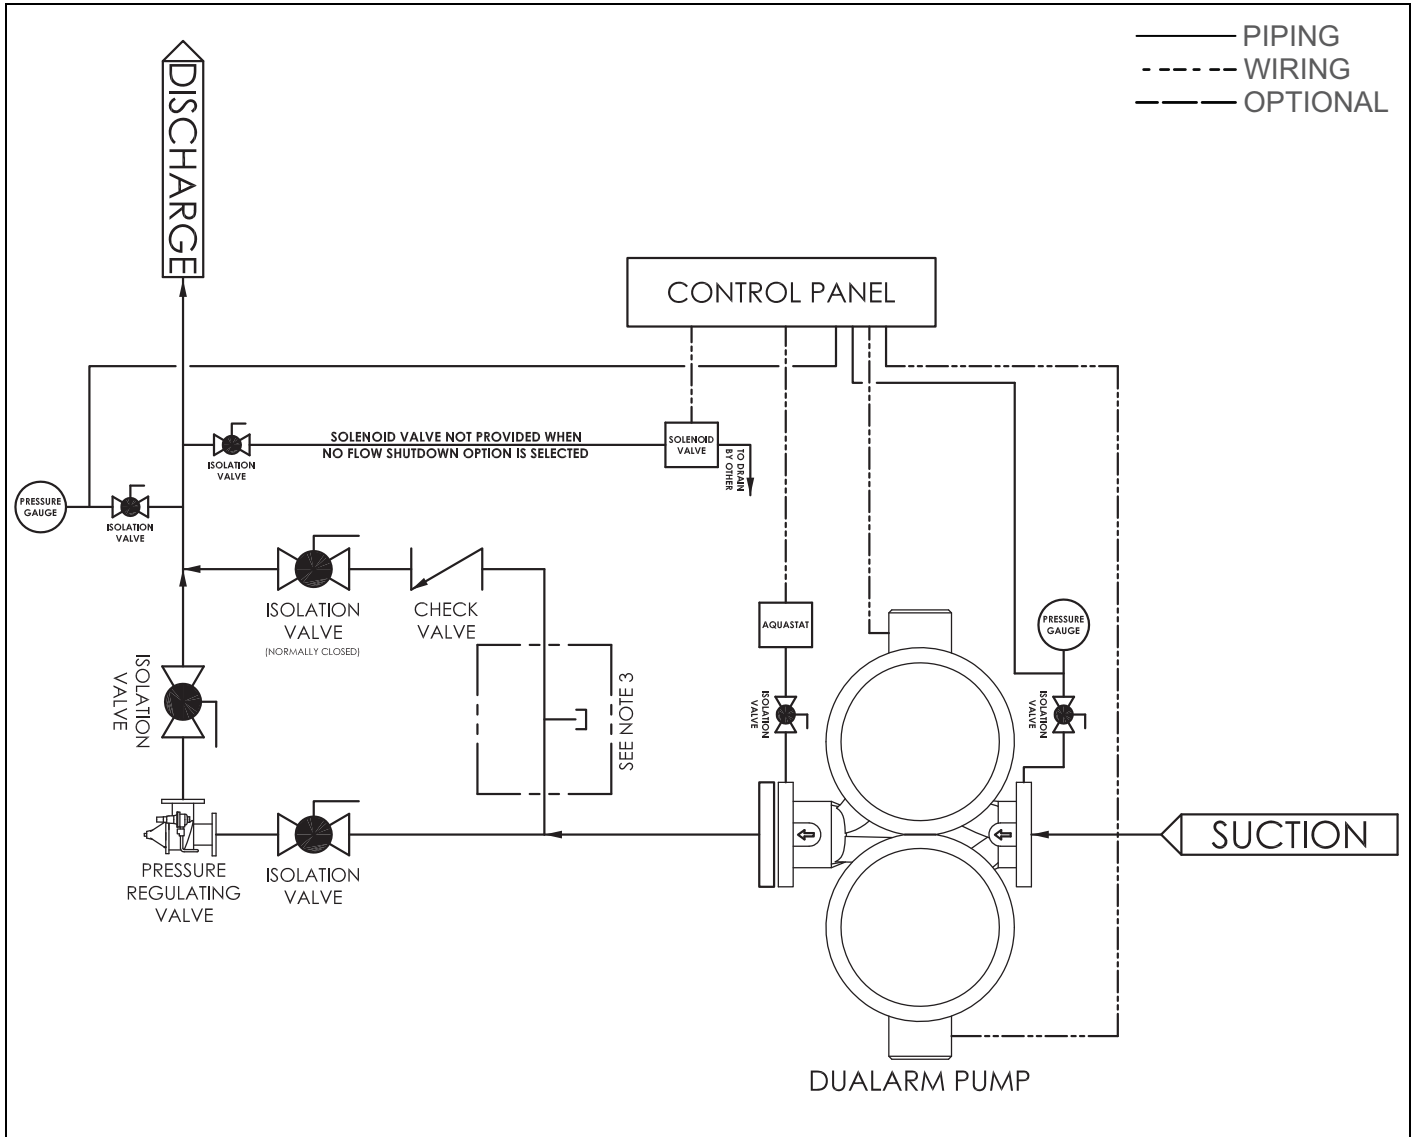 PIPING
WIRING
OPTIONAL
DISCHARGE
CONTROL PANEL
SOLENOID VALVE NOT PROVIDED WHEN
NO FLOW SHUTDOWN OPTION IS SELECTED
ISOLATION
VALVE
SOLENOID
VALVE
TO DRAIN
BY OTHER
PRESSURE
GAUGE
ISOLATION
VALVE
ISOLATION
VALVE
(NORMALLY CLOSED)
CHECK
VALVE
AQUASTAT
PRESSURE
GAUGE
ISOLATION
VALVE
SEE NOTE 3
ISOLATION
VALVE
ISOLATION
VALVE
PRESSURE
REGULATING
VALVE
ISOLATION
VALVE
SUCTION
DUALARM PUMP